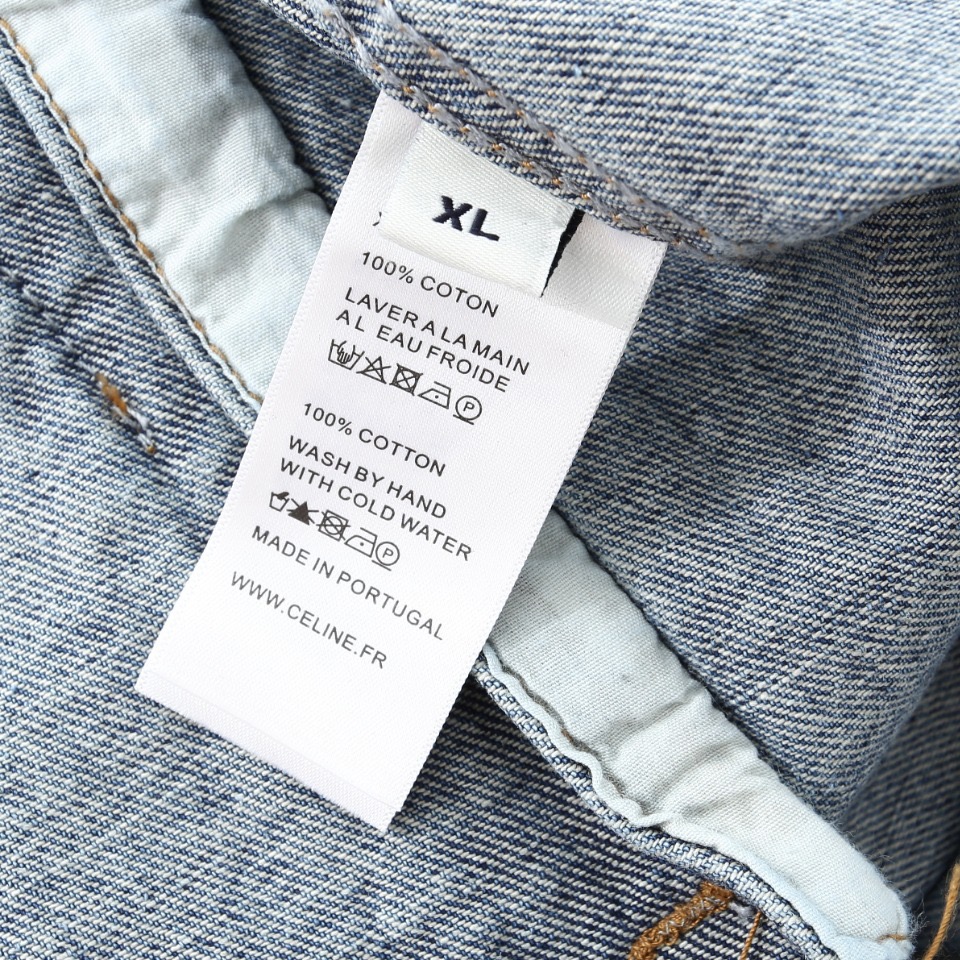 XL
100% COTON
LAVER A LA MAIN
A L EAU FROIDE
P
100% COTTON
WASH BY HAND
WITH COLD WATER
P
MADE IN PORTUGAL
WWW.CELINE.FR